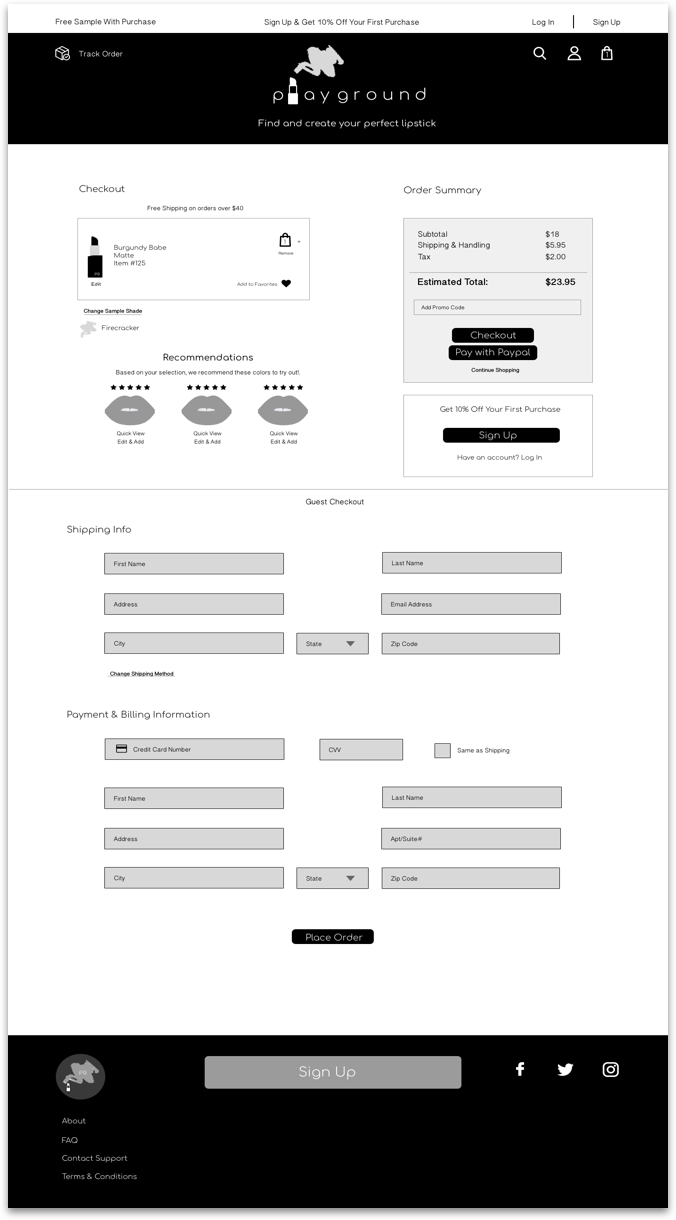 Free Sample With Purchase
Sign Up & Get 10% Off Your First Purchase
Log In
Sign Up
Track Order
1
playground
Find and create your perfect lipstick
Checkout
Free Shipping on orders over $40
Burgundy Babe
Matte
Item #125
1 +
Remove
PG
Edit
Add to Favorites
Change Sample Shade
Firecracker
Recommendations
Based on your selection, we recommend these colors to try out!.
Quick View
Edit & Add
Quick View
Edit & Add
Quick View
Edit & Add
Order Summary
Subtotal $18
Shipping & Handling $5.95
Tax $2.00
Estimated Total: $23.95
Add Promo Code
Checkout
Pay with Paypal
Continue Shopping
Get 10% Off Your First Purchase
Sign Up
Have an account? Log In
Guest Checkout
Shipping Info
First Name
Last Name
Address
Email Address
City
State
Zip Code
Change Shipping Method
Payment & Billing Information
Credit Card Number
CVV
Same as Shipping
First Name
Last Name
Address
Apt/Suite#
City
State
Zip Code
Place Order
PG
Sign Up
About
FAQ
Contact Support
Terms & Conditions